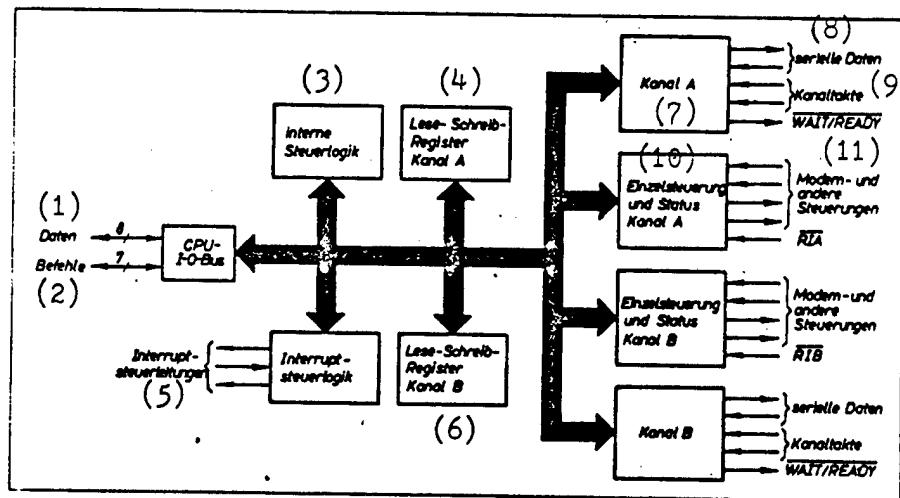 (1)
Daten
8
Befehle
7
(2)
CPU-
I-O-Bus
(3)
interne
Steuerlogik
(4)
Lese-Schreib-
Register
Kanal A
Interrupt-
steuerleitungen
(5)
Interrupt-
steuerlogik
Lese-Schreib-
Register
Kanal B
(6)
Kanal A
(7)
(8)
serielle Daten
Kanaltakte (9)
WAIT/READY
(10)
Einzelsteuerung
und Status
Kanal A
(11)
Modem- und
andere
Steuerungen
RIA
Einzelsteuerung
und Status
Kanal B
Modem- und
andere
Steuerungen
RIB
Kanal B
serielle Daten
Kanaltakte
WAIT/READY